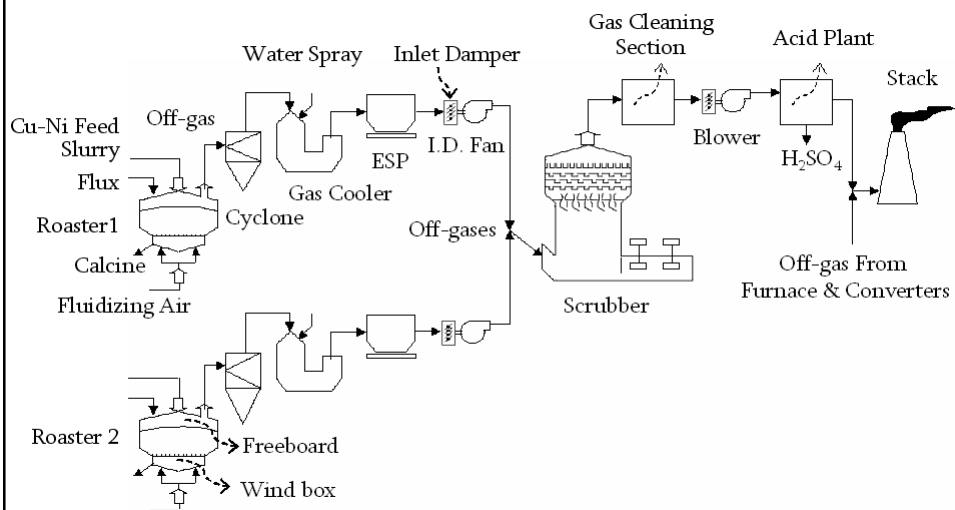 Gas Cleaning
Section
Acid Plant
Stack
Water Spray
Inlet Damper
Off-gas
Cu-Ni Feed
Slurry
Flux
Roaster1
Calcine
Fluidizing Air
Cyclone
Gas Cooler
ESP
I.D. Fan
Blower
H₂SO₄
Off-gases
Scrubber
Off-gas From
Furnace & Converters
Roaster 2
Freeboard
Wind box